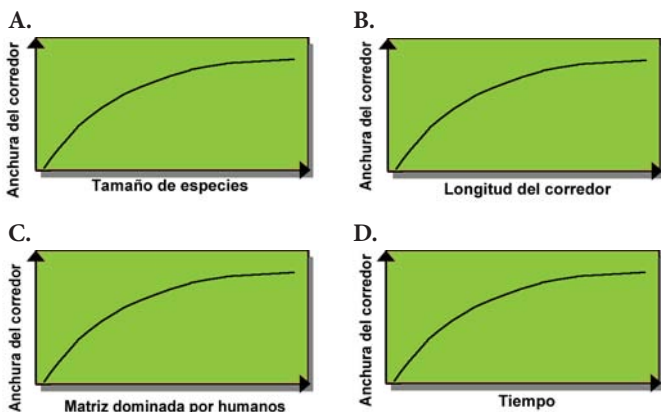 A.
B.
Anchura del corredor
Tamaño de especies
Anchura del corredor
Longitud del corredor
C.
D.
Anchura del corredor
Matriz dominada por humanos
Anchura del corredor
Tiempo